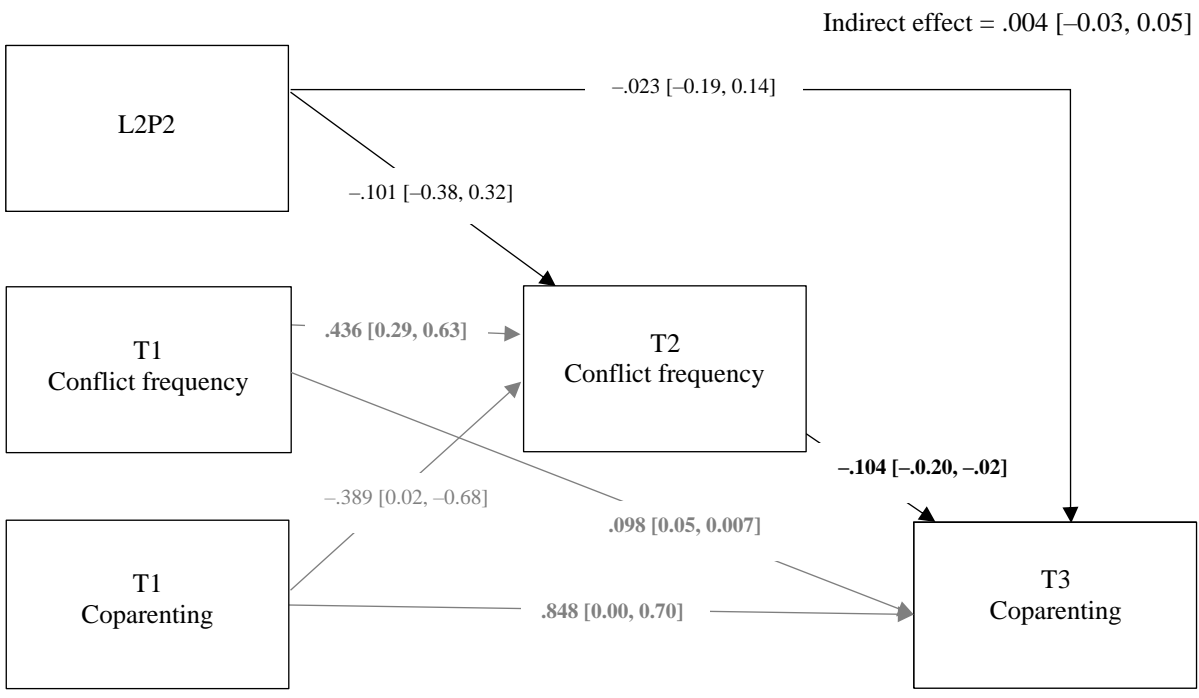 Indirect effect = .004 [–0.03, 0.05]
–.023 [–0.19, 0.14]
L2P2
–.101 [–0.38, 0.32]
.436 [0.29, 0.63]
T1
Conflict frequency
T2
Conflict frequency
–.104 [–.0.20, –.02]
–.389 [0.02, –0.68]
.098 [0.05, 0.007]
T1
Coparenting
.848 [0.00, 0.70]
T3
Coparenting